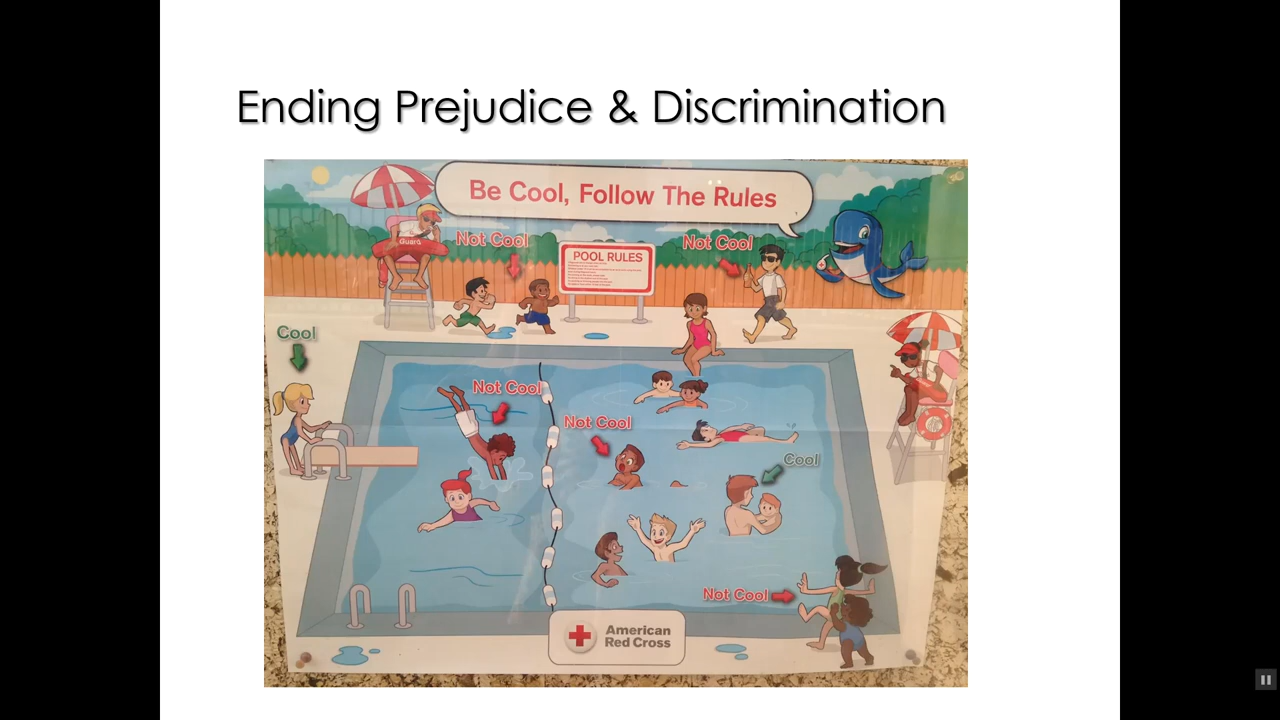 Ending Prejudice & Discrimination
Be Cool, Follow The Rules
Guard
Not Cool
Not Cool
POOL RULES
Cool
Not Cool
Not Cool
Cool
Not Cool
American
Red Cross